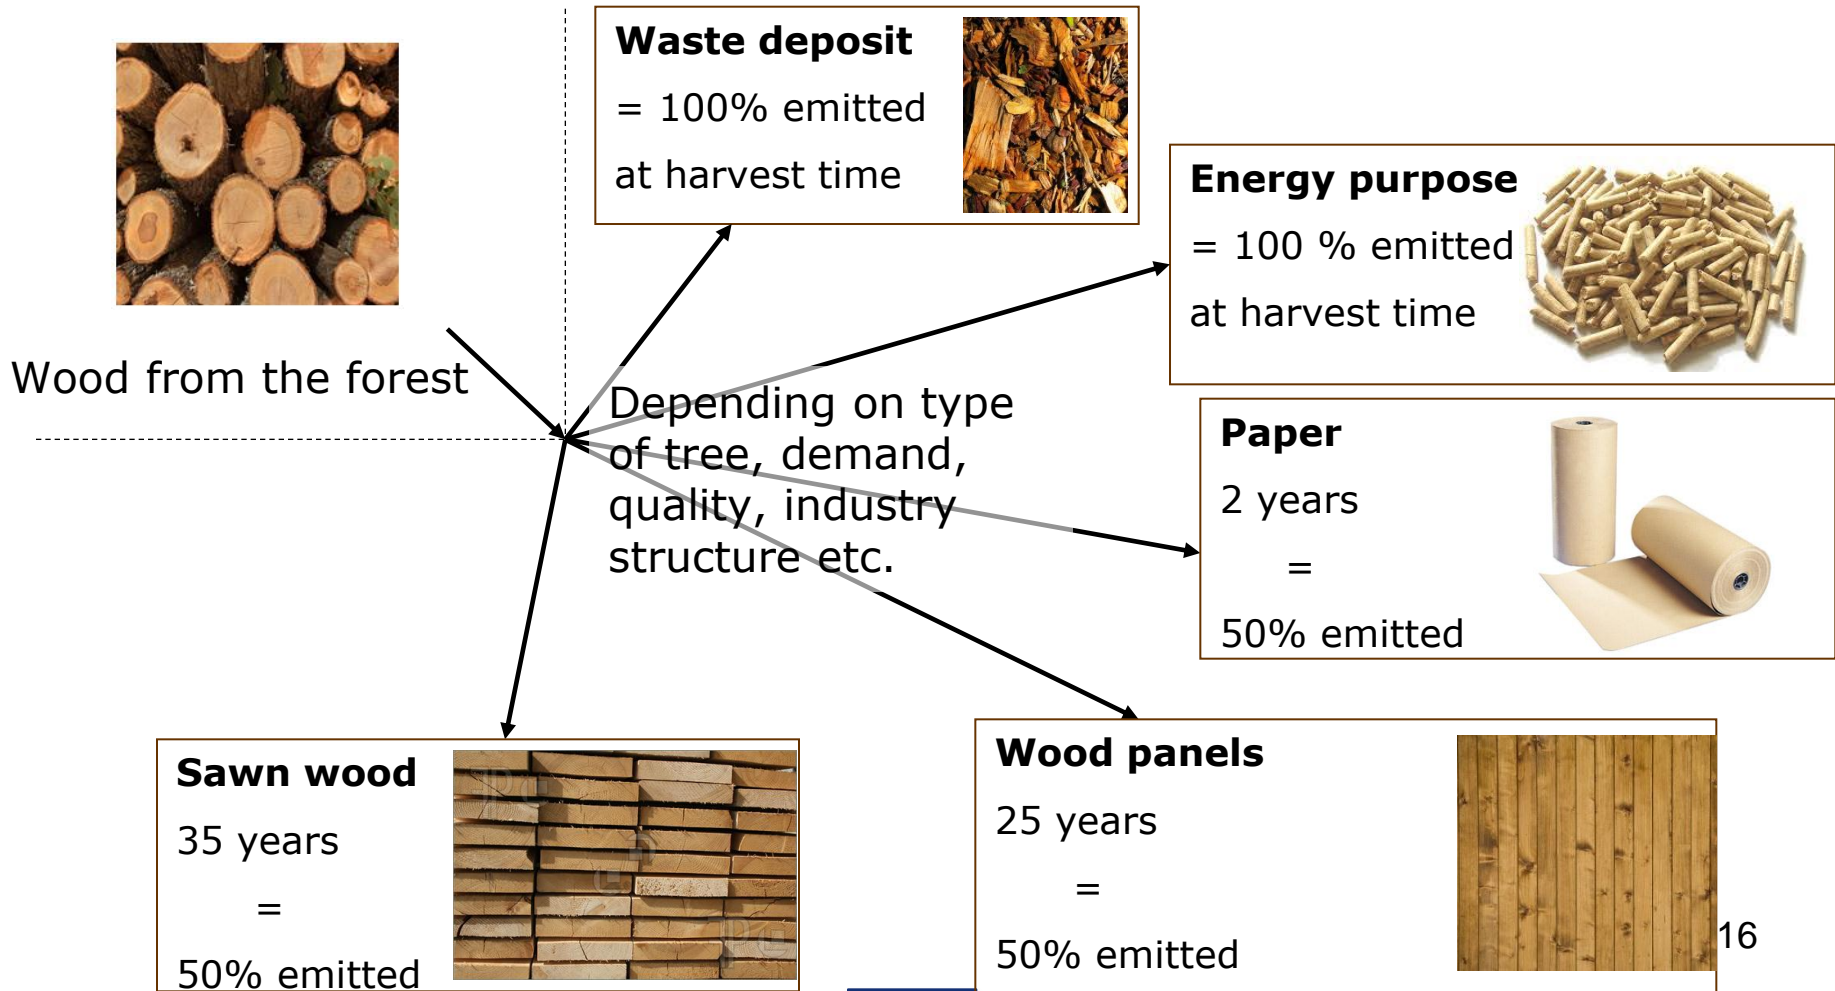 Waste deposit
= 100% emitted
at harvest time
Energy purpose
= 100 % emitted
at harvest time
Wood from the forest
Depending on type
of tree, demand,
quality, industry
structure etc.
Paper
2 years
=
50% emitted
Sawn wood
35 years
=
50% emitted
Wood panels
25 years
=
50% emitted
16